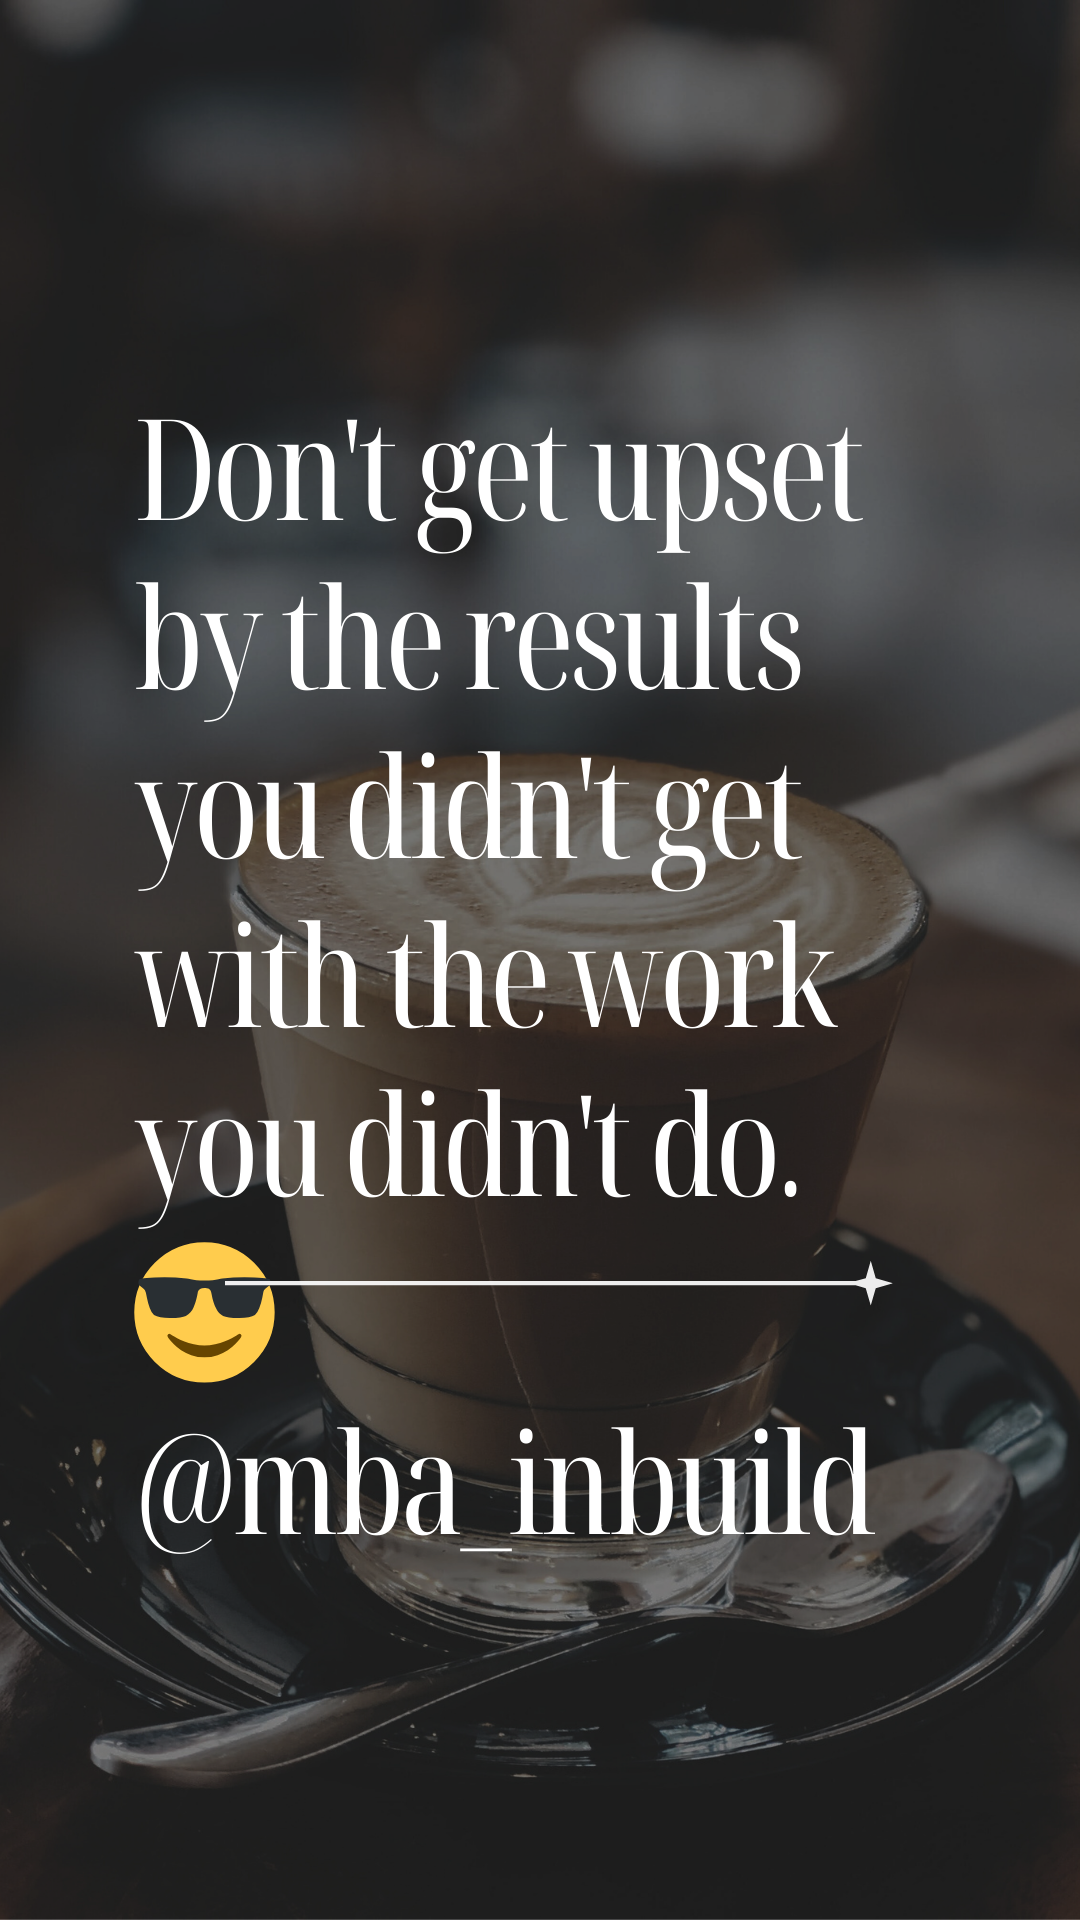 Don't get upset
by the results
you didn't get
with the work
you didn't do.
😎
@mba_inbuild